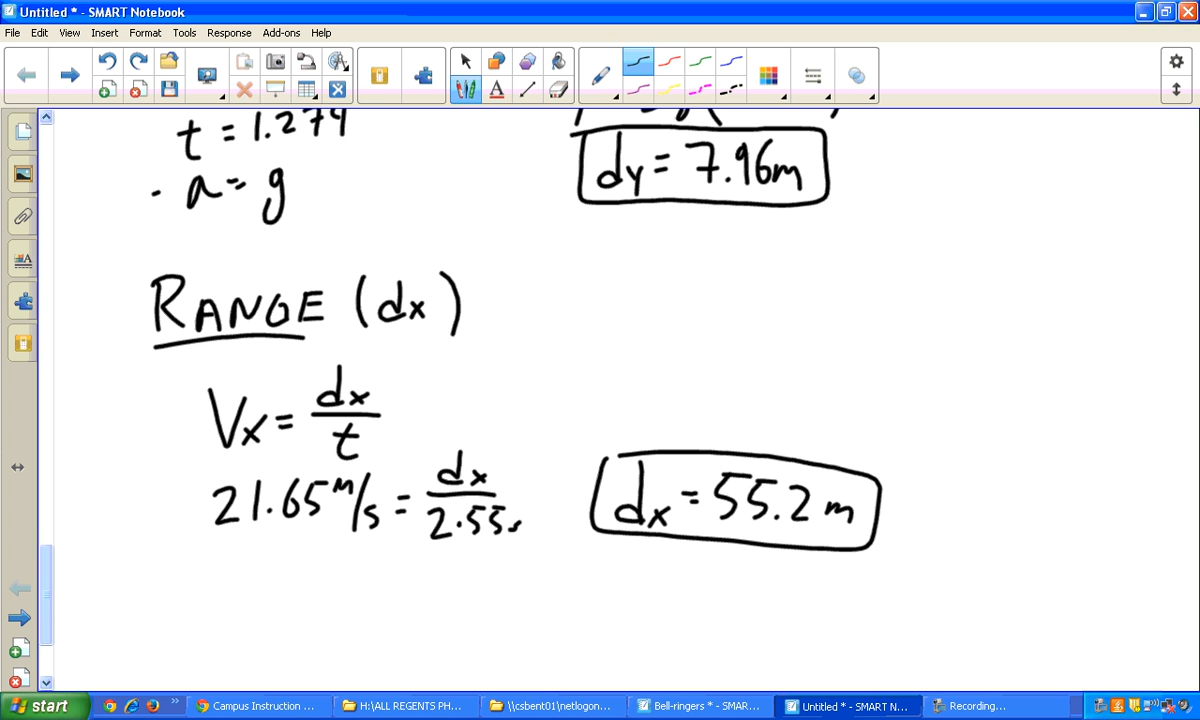 Untitled * - SMART Notebook
File Edit View Insert Format Tools Response Add-ons Help
t = 1.274
- a = g
dy = 7.96m
RANGE (dx)
Vx = dx/t
21.65 m/s = dx/2.55s
dx = 55.2 m
start
Campus Instruction ...
H:\ALL REGENTS PH...
\\csbent01\netlogon...
Bell-ringers * - SMAR...
Untitled * - SMART N...
Recording...